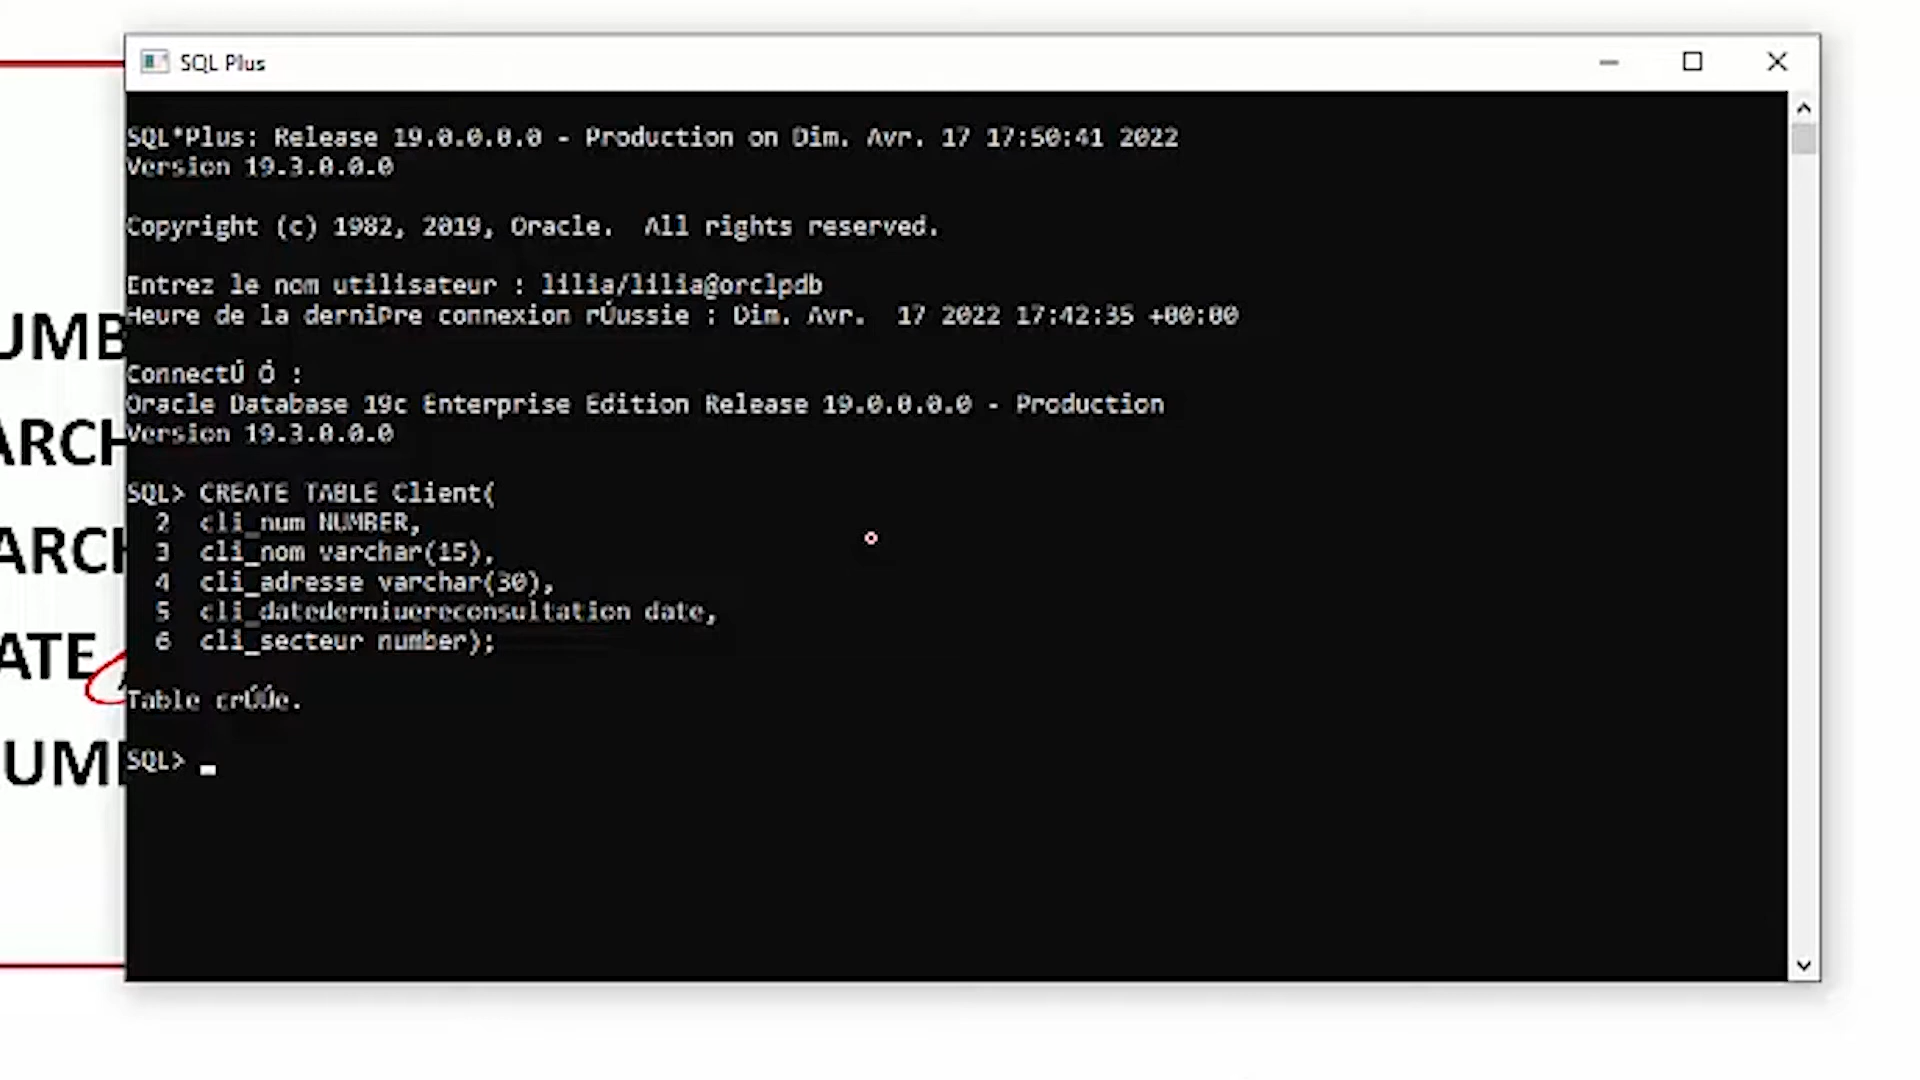 SQL Plus
SQL*Plus: Release 19.0.0.0.0 - Production on Dim. Avr. 17 17:50:41 2022
Version 19.3.0.0.0
Copyright (c) 1982, 2019, Oracle.  All rights reserved.
Entrez le nom utilisateur : lilia/lilia@orclpdb
Heure de la derniÞre connexion rÚussie : Dim. Avr.  17 2022 17:42:35 +00:00
ConnectÚ Ó :
Oracle Database 19c Enterprise Edition Release 19.0.0.0.0 - Production
Version 19.3.0.0.0
SQL> CREATE TABLE Client(
2  cli_num NUMBER,
3  cli_nom varchar(15),
4  cli_adresse varchar(30),
5  cli_datederniuereconsultation date,
6  cli_secteur number);
Table crÚÚe.
SQL>
UMB
ARCH
ARCH
ATE
UMB